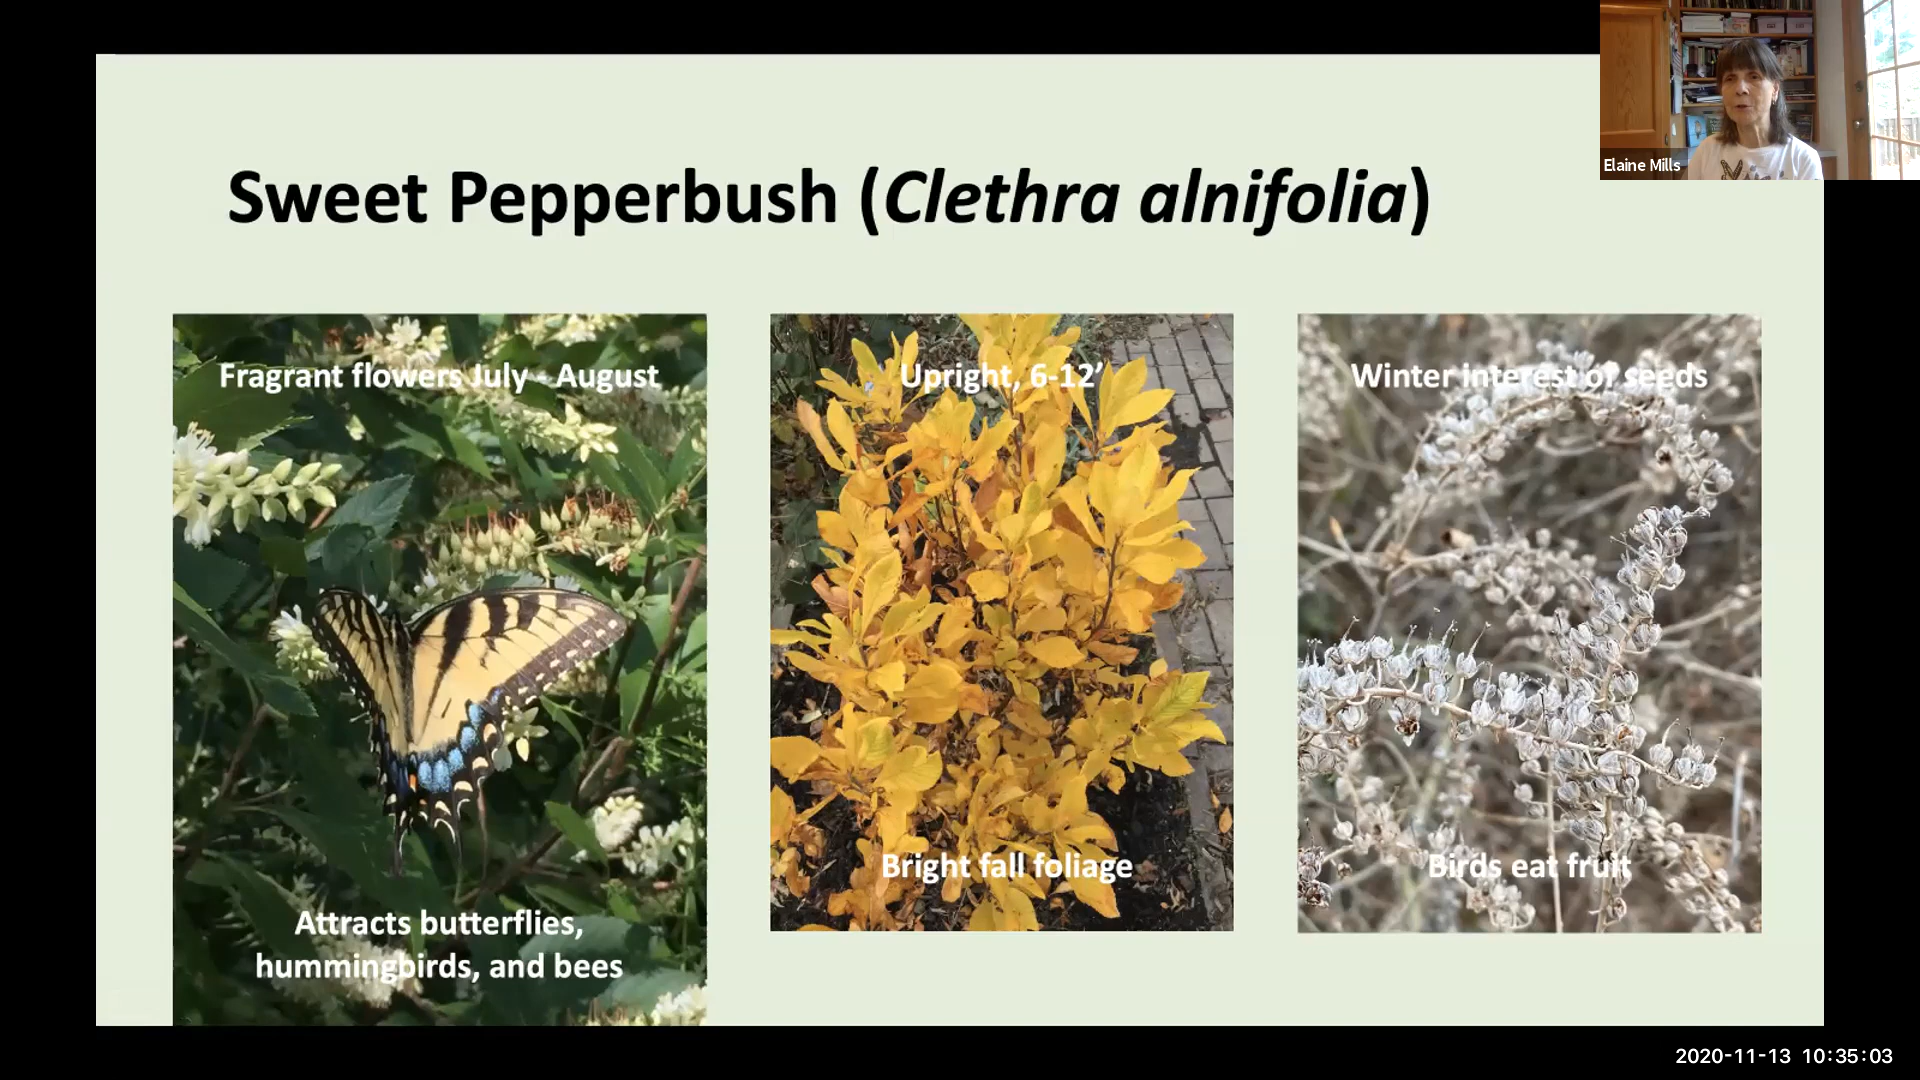 Elaine Mills
Sweet Pepperbush (Clethra alnifolia)
Fragrant flowers July - August
Attracts butterflies,
hummingbirds, and bees
Upright, 6-12’
Bright fall foliage
Winter interest of seeds
Birds eat fruit
2020-11-13 10:35:03